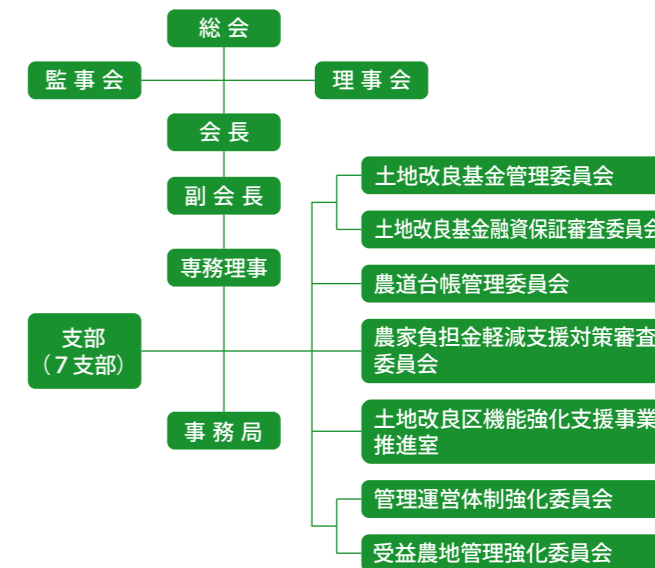 総会
監事会
理事会
会長
副会長
専務理事
支部
（7支部）
事務局
土地改良基金管理委員会
土地改良基金融資保証審査委員会
農道台帳管理委員会
農家負担金軽減支援対策審査
委員会
土地改良区機能強化支援事業
推進室
管理運営体制強化委員会
受益農地管理強化委員会